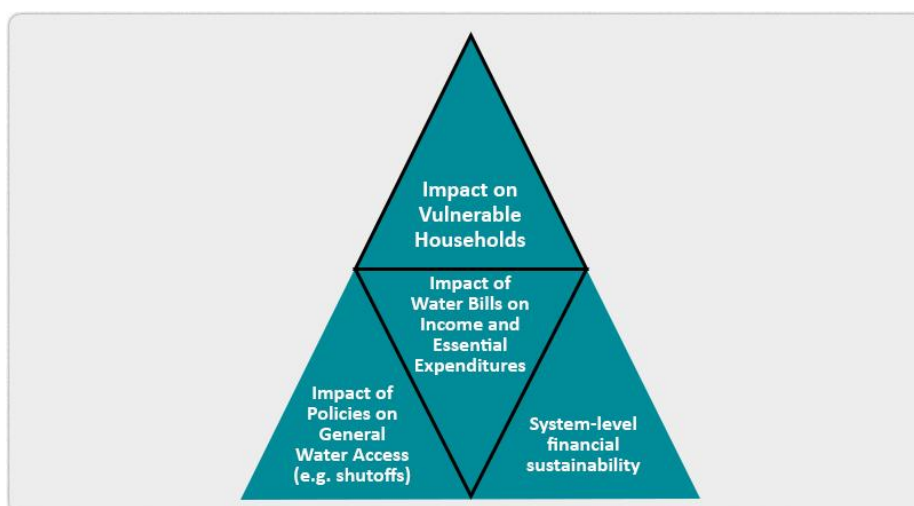 Impact on
Vulnerable
Households
Impact of
Water Bills on
Income and
Essential
Expenditures
Impact of
Policies on
General
Water Access
(e.g. shutoffs)
System-level
financial
sustainability